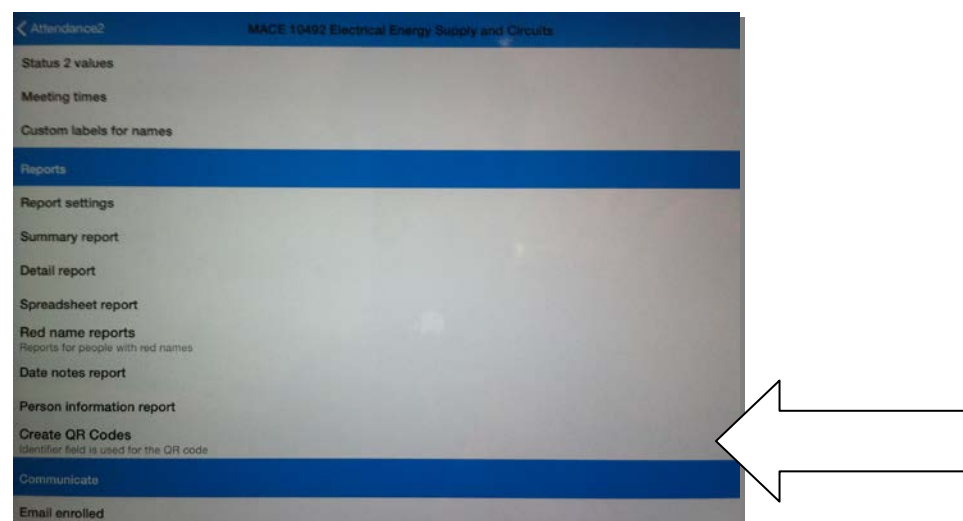 Attendance2
MACE 10492 Electrical Energy Supply and Circuits
Status 2 values
Meeting times
Custom labels for names
Reports
Report settings
Summary report
Detail report
Spreadsheet report
Red name reports
Reports for people with red names
Date notes report
Person information report
Create QR Codes
Identifier field is used for the QR code
Communicate
Email enrolled